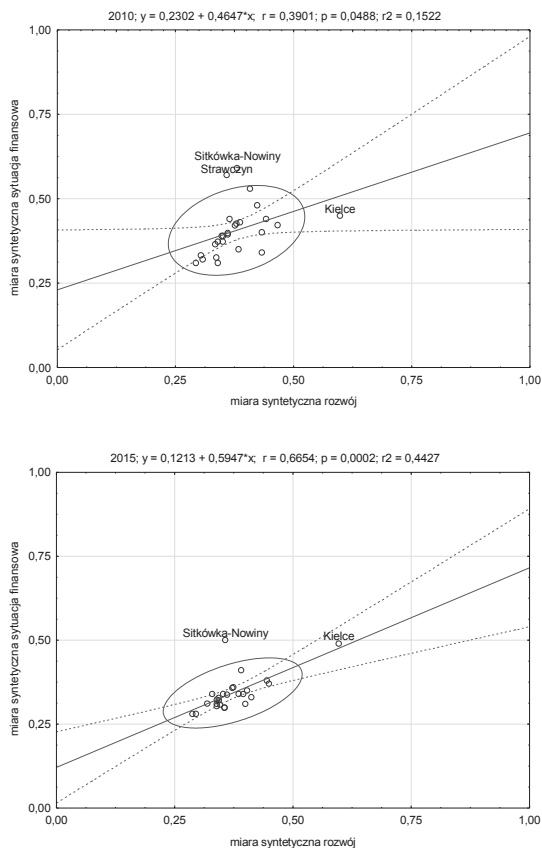 2010; y = 0,2302 + 0,4647*x; r = 0,3901; p = 0,0488; r2 = 0,1522
1,00
0,75
0,50
0,25
0,00
miara syntetyczna sytuacja finansowa
Sitkówka-Nowiny
Strawczyn
Kielce
0,00 0,25 0,50 0,75 1,00
miara syntetyczna rozwój
2015; y = 0,1213 + 0,5947*x; r = 0,6654; p = 0,0002; r2 = 0,4427
1,00
0,75
0,50
0,25
0,00
miara syntetyczna sytuacja finansowa
Sitkówka-Nowiny
Kielce
0,00 0,25 0,50 0,75 1,00
miara syntetyczna rozwój